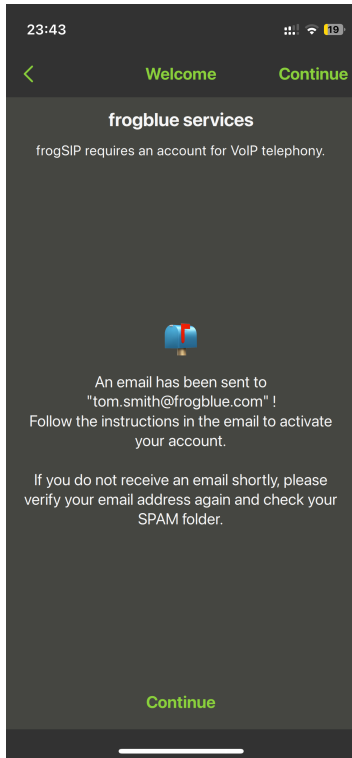 23:43
19
Welcome
Continue
frogblue services
frogSIP requires an account for VoIP telephony.
An email has been sent to
"tom.smith@frogblue.com" !
Follow the instructions in the email to activate
your account.
If you do not receive an email shortly, please
verify your email address again and check your
SPAM folder.
Continue